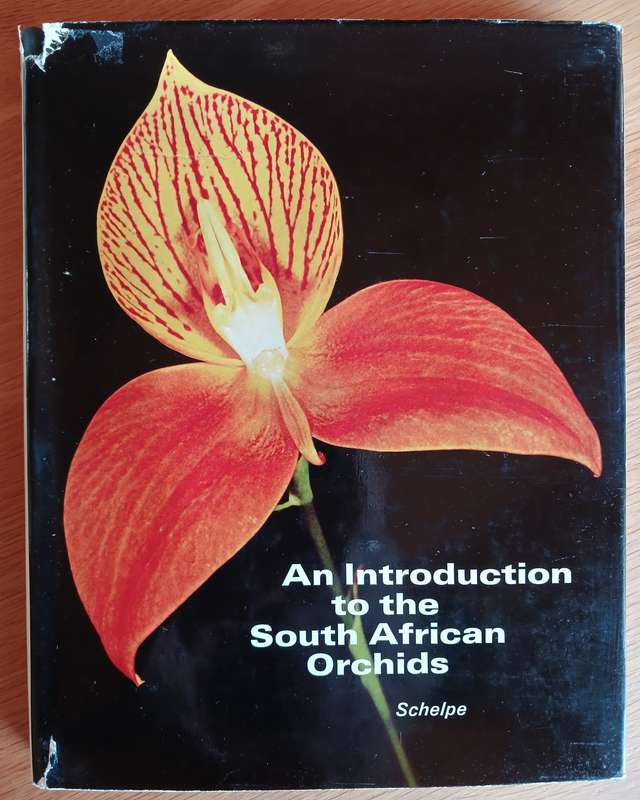 An Introduction
to the
South African
Orchids
Schelpe